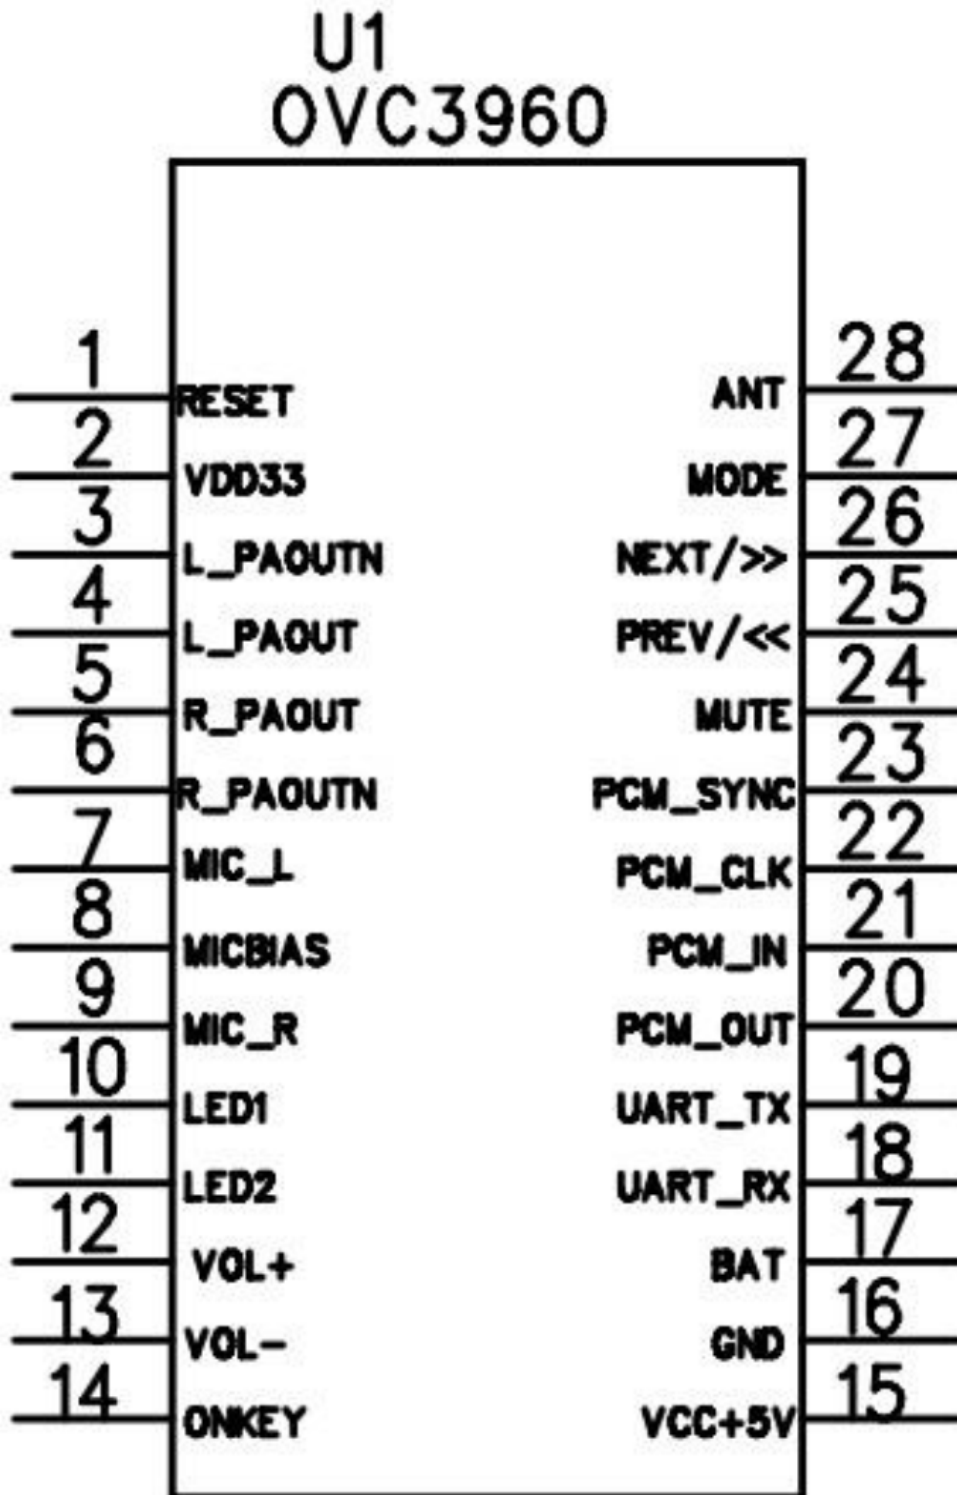 U1
OVC3960
1 RESET ANT 28
2 VDD33 MODE 27
3 L_PAOUTN NEXT/>> 26
4 L_PAOUT PREV/<< 25
5 R_PAOUT MUTE 24
6 R_PAOUTN PCM_SYNC 23
7 MIC_L PCM_CLK 22
8 MICBIAS PCM_IN 21
9 MIC_R PCM_OUT 20
10 LED1 UART_TX 19
11 LED2 UART_RX 18
12 VOL+ BAT 17
13 VOL- GND 16
14 ONKEY VCC+5V 15